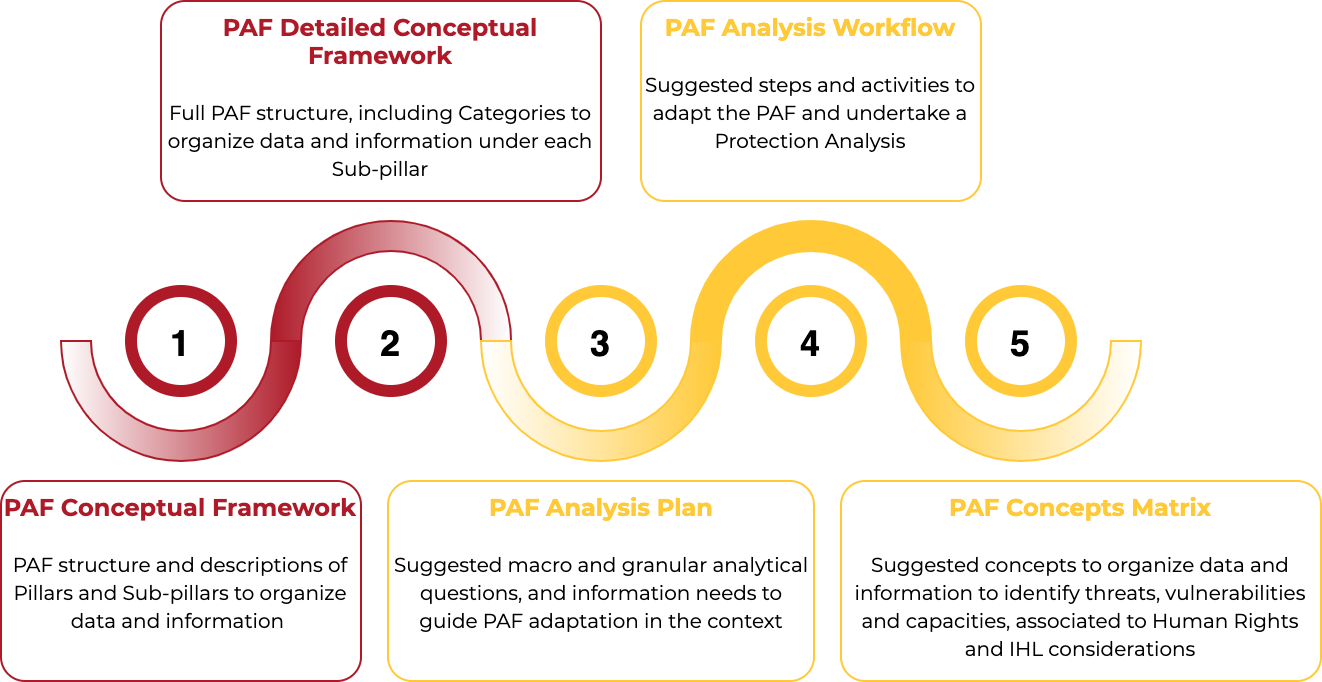 PAF Detailed Conceptual
Framework
Full PAF structure, including Categories to
organize data and information under each
Sub-pillar
PAF Analysis Workflow
Suggested steps and activities to
adapt the PAF and undertake a
Protection Analysis
1
2
3
4
5
PAF Conceptual Framework
PAF structure and descriptions of
Pillars and Sub-pillars to organize
data and information
PAF Analysis Plan
Suggested macro and granular analytical
questions, and information needs to
guide PAF adaptation in the context
PAF Concepts Matrix
Suggested concepts to organize data and
information to identify threats, vulnerabilities
and capacities, associated to Human Rights
and IHL considerations